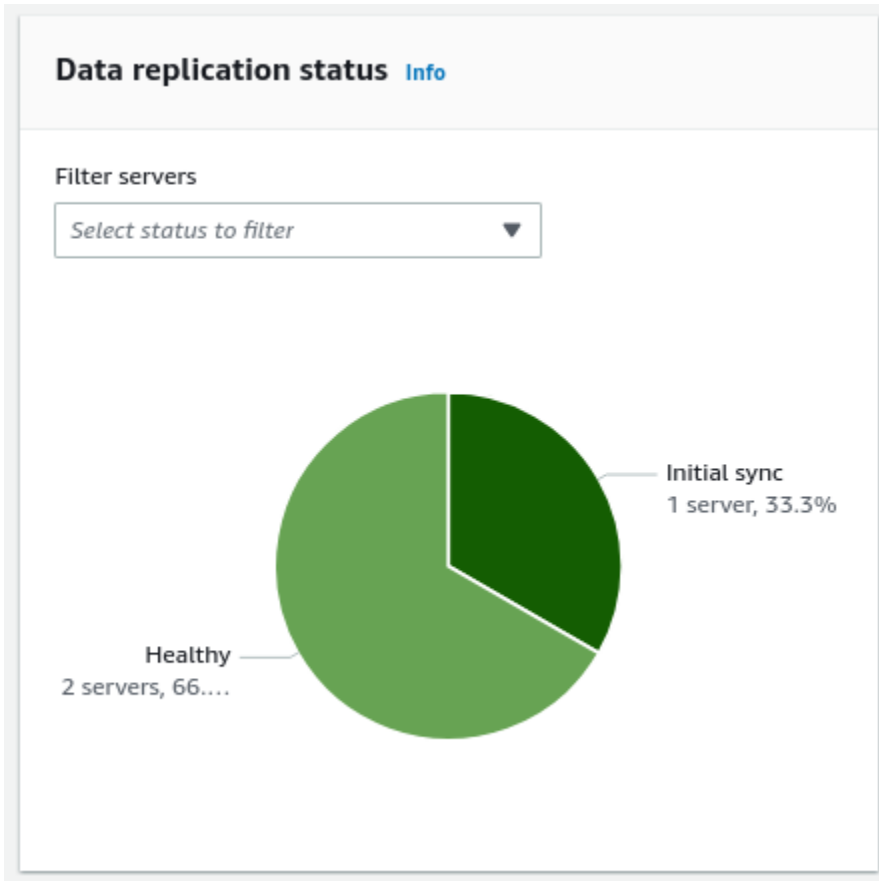 Data replication status Info
Filter servers
Select status to filter
Initial sync
1 server, 33.3%
Healthy
2 servers, 66....